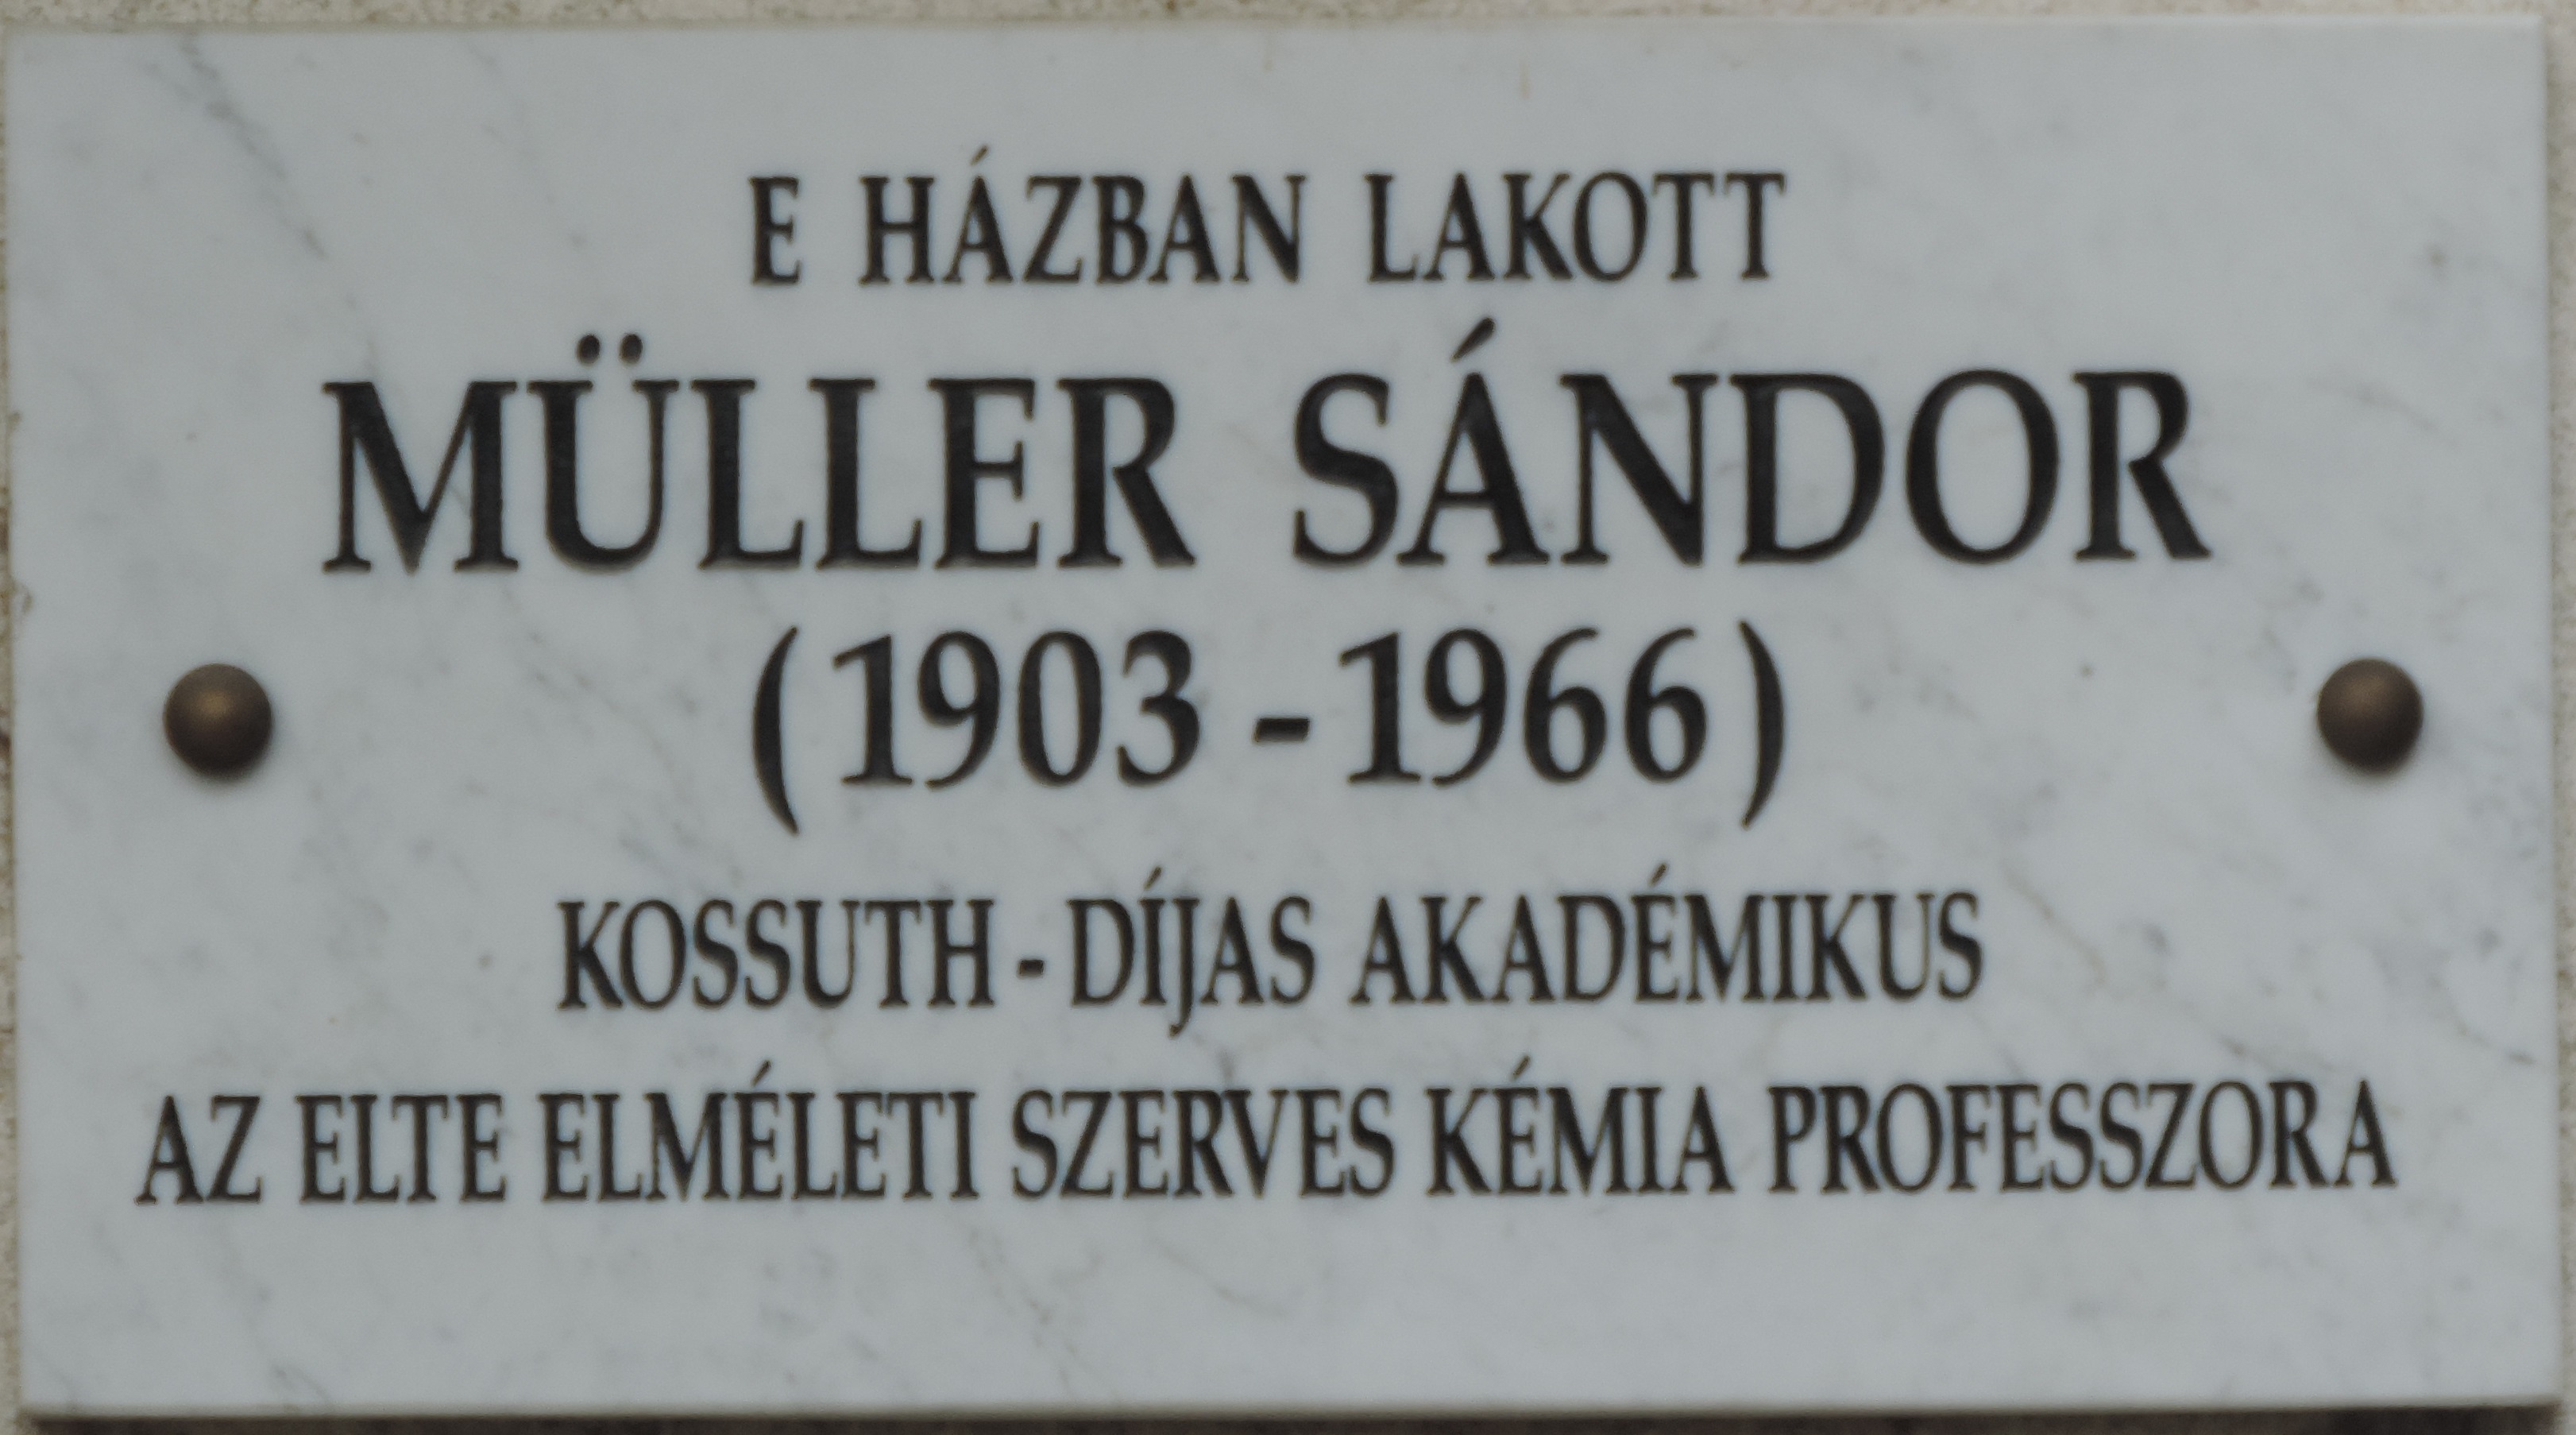 E HÁZBAN LAKOTT
MÜLLER SÁNDOR
(1903 - 1966)
KOSSUTH - DÍJAS AKADÉMIKUS
AZ ELTE ELMÉLETI SZERVES KÉMIA PROFESSZORA